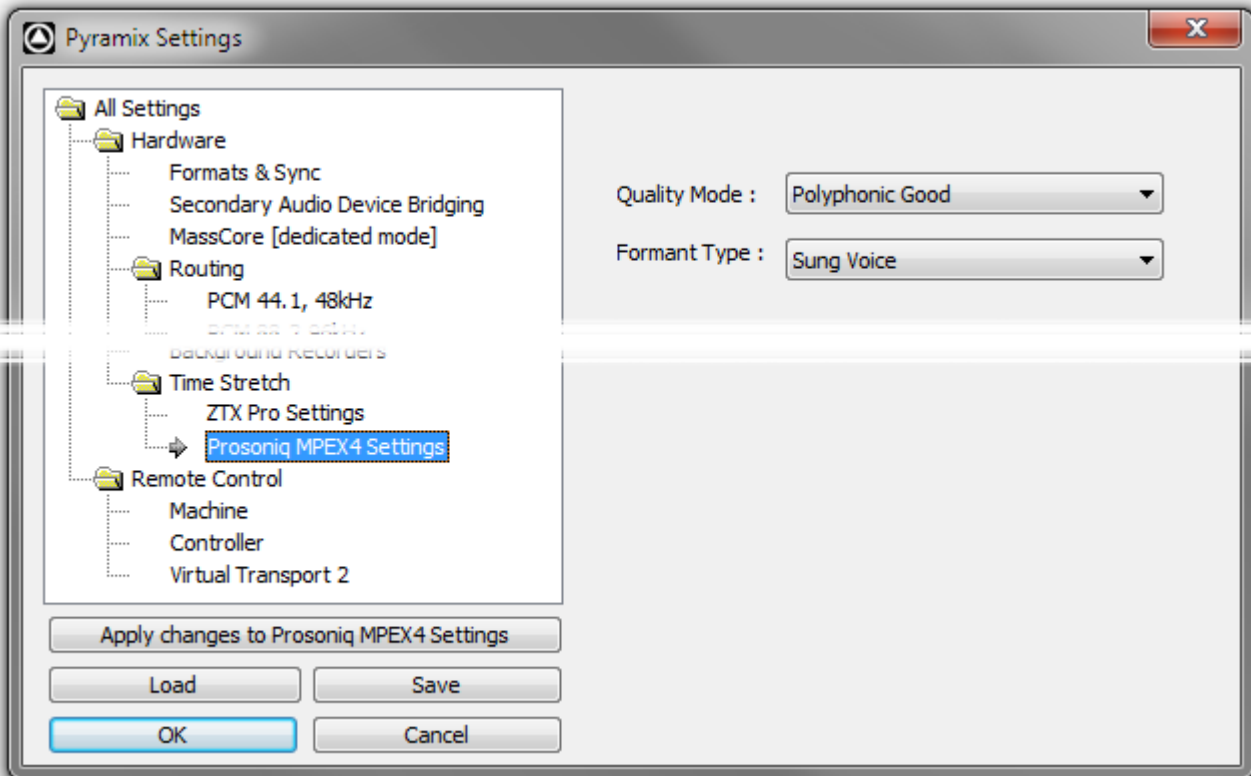 Pyramix Settings
All Settings
Hardware
Formats & Sync
Secondary Audio Device Bridging
MassCore [dedicated mode]
Routing
PCM 44.1, 48kHz
Background Recorders
Time Stretch
ZTX Pro Settings
Prosoniq MPEX4 Settings
Remote Control
Machine
Controller
Virtual Transport 2
Quality Mode : Polyphonic Good
Formant Type : Sung Voice
Apply changes to Prosoniq MPEX4 Settings
Load Save
OK Cancel